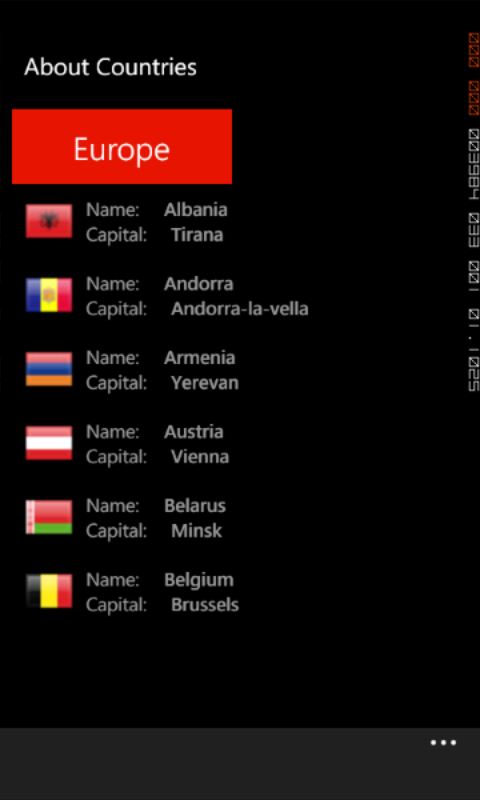 About Countries
Europe
Name: Albania
Capital: Tirana
Name: Andorra
Capital: Andorra-la-vella
Name: Armenia
Capital: Yerevan
Name: Austria
Capital: Vienna
Name: Belarus
Capital: Minsk
Name: Belgium
Capital: Brussels